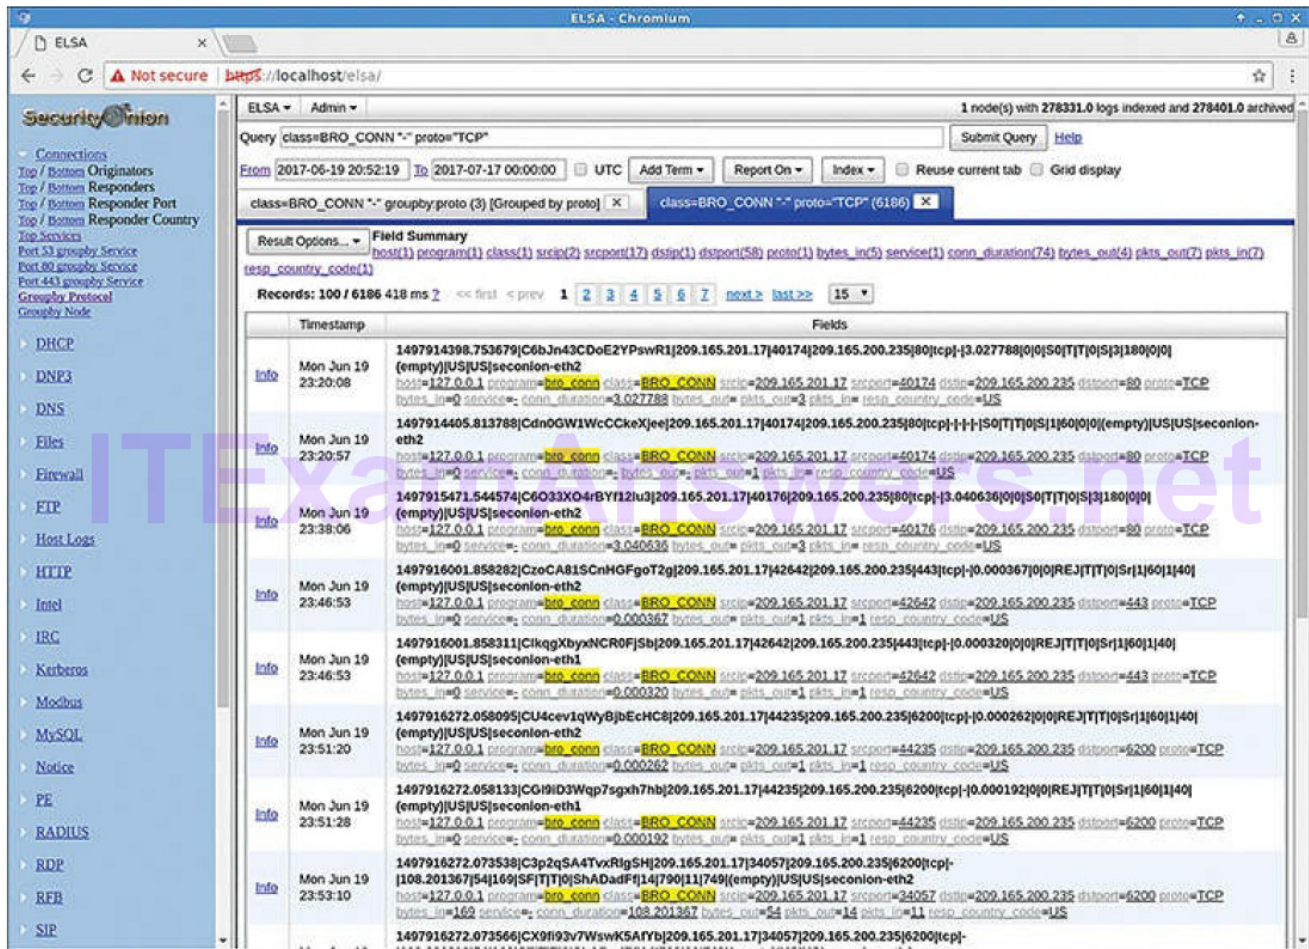 ELSA - Chromium
ELSA
Not secure https://localhost/elsa/
Security Onion
Connections
Top / Bottom Originators
Top / Bottom Responders
Top / Bottom Responder Port
Top / Bottom Responder Country
Top Services
Port 53 groupby Service
Port 80 groupby Service
Port 443 groupby Service
Groupby Protocol
Groupby Node
DHCP
DNP3
DNS
Files
Firewall
FTP
Host Logs
HTTP
Intel
IRC
Kerberos
Modbus
MySQL
Notice
PE
RADIUS
RDP
RFB
SIP
ELSA Admin 1 node(s) with 278331.0 logs indexed and 278401.0 archived
Query class=BRO_CONN "-" proto="TCP" Submit Query Help
From 2017-06-19 20:52:19 To 2017-07-17 00:00:00 UTC Add Term Report On Index Reuse current tab Grid display
class=BRO_CONN "-" groupby:proto (3) [Grouped by proto] X class=BRO_CONN "-" proto="TCP" (6186) X
Result Options... Field Summary
host(1) program(1) class(1) srcip(2) srcport(17) dstip(1) dstport(58) proto(1) bytes_in(5) service(1) conn_duration(74) bytes_out(4) pkts_out(7) pkts_in(7)
resp_country_code(1)
Records: 100 / 6186 418 ms ? << first < prev 1 2 3 4 5 6 7 next > last >> 15
Timestamp Fields
Info Mon Jun 19 23:20:08
1497914398.753679|C6bJn43CDoE2YPswR1|209.165.201.17|40174|209.165.200.235|80|tcp|-|3.027788|0|0|S0|T|T|0|S|3|180|0|0|
(empty)|US|US|seconion-eth2
host=127.0.0.1 program=bro_conn class=BRO_CONN srcip=209.165.201.17 srcport=40174 dstip=209.165.200.235 dstport=80 proto=TCP
bytes_in=0 service=- conn_duration=3.027788 bytes_out= pkts_out=3 pkts_in= resp_country_code=US
Info Mon Jun 19 23:20:57
1497914405.813788|Cdn0GW1WcCCkeXjee|209.165.201.17|40174|209.165.200.235|80|tcp|-|-|-|-|S0|T|T|0|S|1|60|0|0|(empty)|US|US|seconion-
eth2
host=127.0.0.1 program=bro_conn class=BRO_CONN srcip=209.165.201.17 srcport=40174 dstip=209.165.200.235 dstport=80 proto=TCP
bytes_in=0 service=- conn_duration=- bytes_out=- pkts_out=1 pkts_in= resp_country_code=US
ITExamAnswers.net
Info Mon Jun 19 23:38:06
1497915471.544574|C6O33XO4rBYf12Iu3|209.165.201.17|40176|209.165.200.235|80|tcp|-|3.040636|0|0|S0|T|T|0|S|3|180|0|0|
(empty)|US|US|seconion-eth2
host=127.0.0.1 program=bro_conn class=BRO_CONN srcip=209.165.201.17 srcport=40176 dstip=209.165.200.235 dstport=80 proto=TCP
bytes_in=0 service=- conn_duration=3.040636 bytes_out= pkts_out=3 pkts_in= resp_country_code=US
Info Mon Jun 19 23:46:53
1497916001.858282|CzoCA81SCnHGFgoT2g|209.165.201.17|42642|209.165.200.235|443|tcp|-|0.000367|0|0|REJ|T|T|0|Sr|1|60|1|40|
(empty)|US|US|seconion-eth2
host=127.0.0.1 program=bro_conn class=BRO_CONN srcip=209.165.201.17 srcport=42642 dstip=209.165.200.235 dstport=443 proto=TCP
bytes_in=0 service=- conn_duration=0.000367 bytes_out= pkts_out=1 pkts_in=1 resp_country_code=US
Info Mon Jun 19 23:46:53
1497916001.858311|CIkqgXbyxNCR0FjSb|209.165.201.17|42642|209.165.200.235|443|tcp|-|0.000320|0|0|REJ|T|T|0|Sr|1|60|1|40|
(empty)|US|US|seconion-eth1
host=127.0.0.1 program=bro_conn class=BRO_CONN srcip=209.165.201.17 srcport=42642 dstip=209.165.200.235 dstport=443 proto=TCP
bytes_in=0 service=- conn_duration=0.000320 bytes_out= pkts_out=1 pkts_in=1 resp_country_code=US
Info Mon Jun 19 23:51:20
1497916272.058095|CU4cev1qWyBjbEcHC8|209.165.201.17|44235|209.165.200.235|6200|tcp|-|0.000262|0|0|REJ|T|T|0|Sr|1|60|1|40|
(empty)|US|US|seconion-eth2
host=127.0.0.1 program=bro_conn class=BRO_CONN srcip=209.165.201.17 srcport=44235 dstip=209.165.200.235 dstport=6200 proto=TCP
bytes_in=0 service=- conn_duration=0.000262 bytes_out= pkts_out=1 pkts_in=1 resp_country_code=US
Info Mon Jun 19 23:51:28
1497916272.058133|CGl9iD3Wqp7sgxh7hb|209.165.201.17|44235|209.165.200.235|6200|tcp|-|0.000192|0|0|REJ|T|T|0|Sr|1|60|1|40|
(empty)|US|US|seconion-eth1
host=127.0.0.1 program=bro_conn class=BRO_CONN srcip=209.165.201.17 srcport=44235 dstip=209.165.200.235 dstport=6200 proto=TCP
bytes_in=0 service=- conn_duration=0.000192 bytes_out= pkts_out=1 pkts_in=1 resp_country_code=US
Info Mon Jun 19 23:53:10
1497916272.073538|C3p2qSA4TvxRIgSH|209.165.201.17|34057|209.165.200.235|6200|tcp|-
|108.201367|54|169|SF|T|T|0|ShADadFf|14|790|11|749|(empty)|US|US|seconion-eth2
host=127.0.0.1 program=bro_conn class=BRO_CONN srcip=209.165.201.17 srcport=34057 dstip=209.165.200.235 dstport=6200 proto=TCP
bytes_in=169 service=- conn_duration=108.201367 bytes_out=54 pkts_out=14 pkts_in=11 resp_country_code=US
1497916272.073566|CX9fi93v7WswK5AfYb|209.165.201.17|34057|209.165.200.235|6200|tcp|-